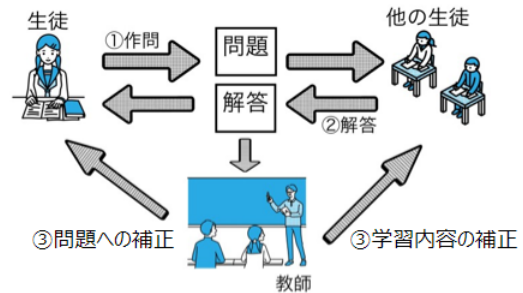 生徒
他の生徒
①作問
問題
解答
②解答
③問題への補正
③学習内容の補正
教師